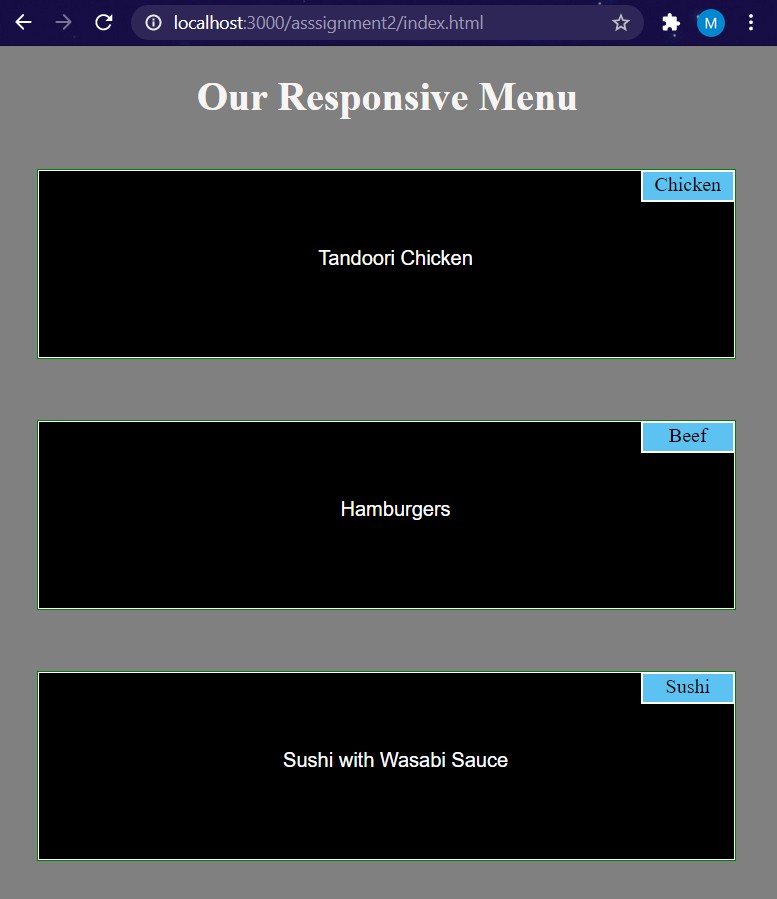 localhost:3000/asssignment2/index.html
M
Our Responsive Menu
Chicken
Tandoori Chicken
Beef
Hamburgers
Sushi
Sushi with Wasabi Sauce